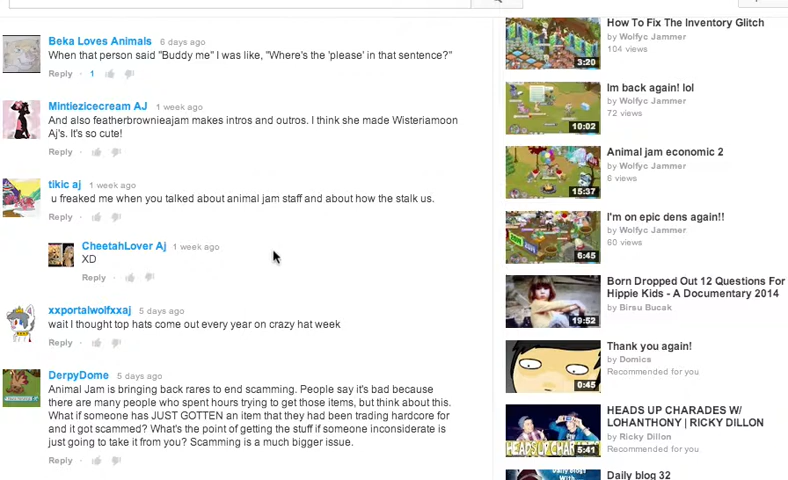 Beka Loves Animals 6 days ago
When that person said "Buddy me" I was like, "Where's the 'please' in that sentence?"
Reply · 1
Mintiezicecream AJ 1 week ago
And also featherbrownieajam makes intros and outros. I think she made Wisteriamoon
Aj's. It's so cute!
Reply ·
tikic aj 1 week ago
u freaked me when you talked about animal jam staff and about how the stalk us.
Reply ·
CheetahLover Aj 1 week ago
XD
Reply ·
xxportalwolfxxaj 5 days ago
wait I thought top hats come out every year on crazy hat week
Reply ·
DerpyDome 5 days ago
Animal Jam is bringing back rares to end scamming. People say it's bad because
there are many people who spent hours trying to get those items, but think about this.
What if someone has JUST GOTTEN an item that they had been trading hardcore for
and it got scammed? What's the point of getting the stuff if someone inconsiderate is
just going to take it from you? Scamming is a much bigger issue.
Reply ·
How To Fix The Inventory Glitch
by Wolfyc Jammer
104 views
3:20
Im back again! lol
by Wolfyc Jammer
72 views
10:02
Animal jam economic 2
by Wolfyc Jammer
6 views
15:37
I'm on epic dens again!!
by Wolfyc Jammer
60 views
6:45
Born Dropped Out 12 Questions For
Hippie Kids - A Documentary 2014
by Birsu Bucak
19:52
Thank you again!
by Domics
Recommended for you
0:45
HEADS UP CHARADES W/
LOHANTHONY | RICKY DILLON
by Ricky Dillon
Recommended for you
HEADS UP
5:41
Daily blog 32